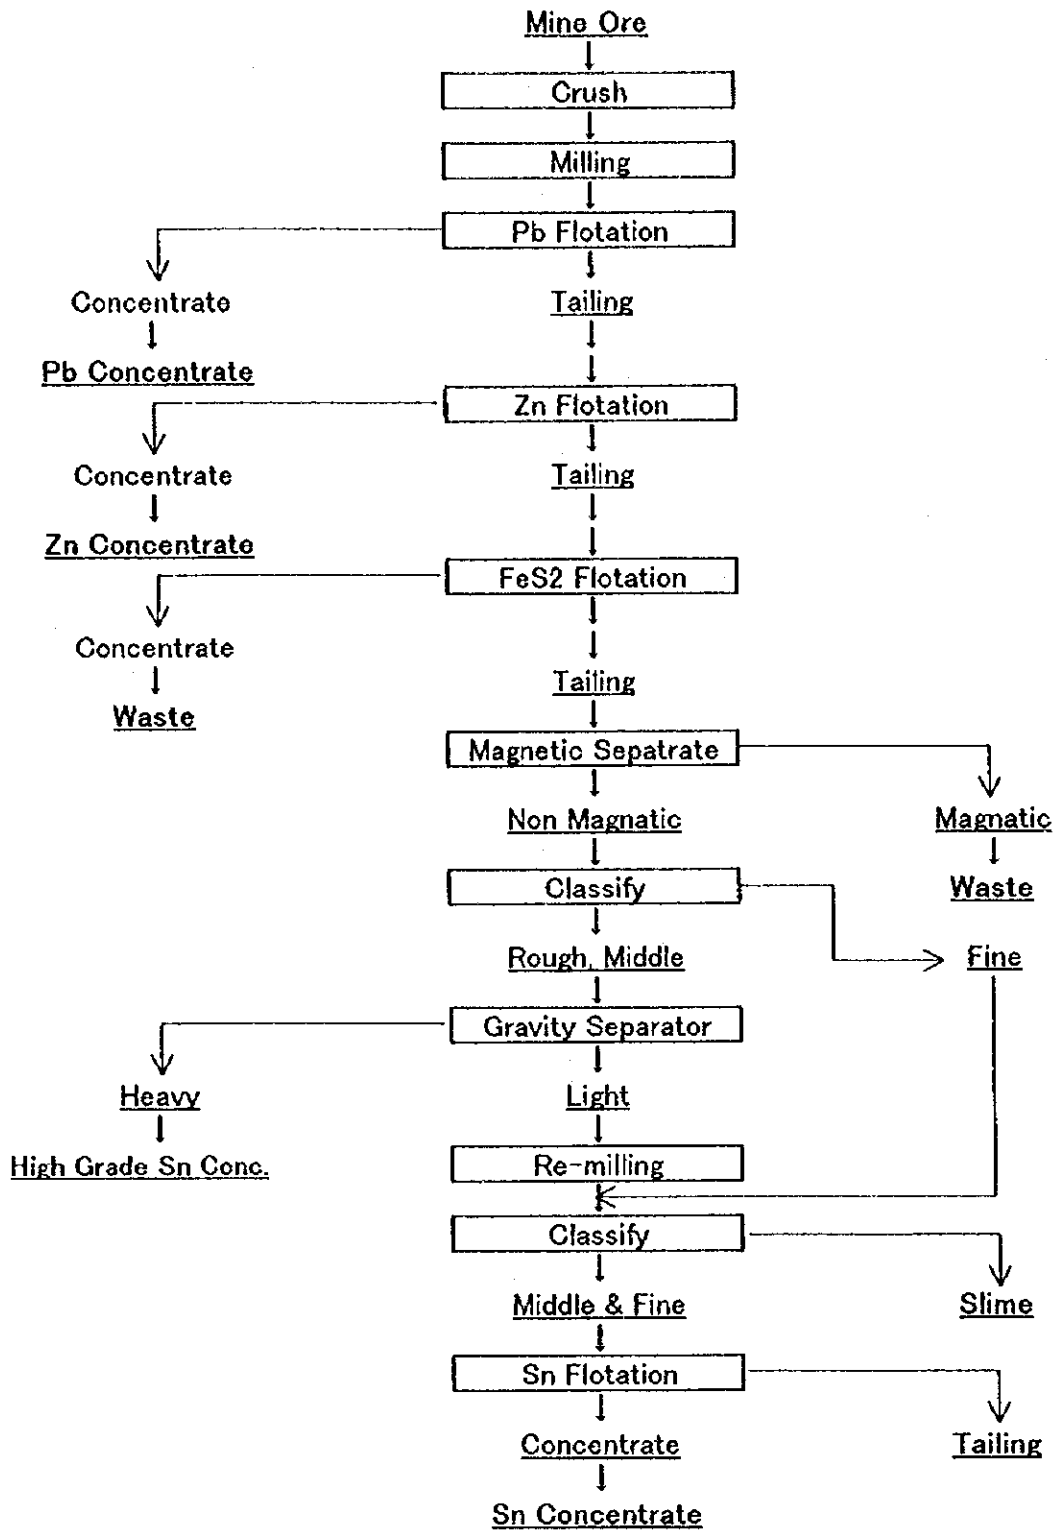 Mine Ore
Crush
Milling
Pb Flotation
Concentrate
Tailing
Pb Concentrate
Zn Flotation
Concentrate
Tailing
Zn Concentrate
FeS2 Flotation
Concentrate
Tailing
Waste
Magnetic Sepatrate
Non Magnatic
Magnatic
Classify
Waste
Rough, Middle
Fine
Gravity Separator
Heavy
Light
High Grade Sn Conc.
Re-milling
Classify
Middle & Fine
Slime
Sn Flotation
Concentrate
Tailing
Sn Concentrate